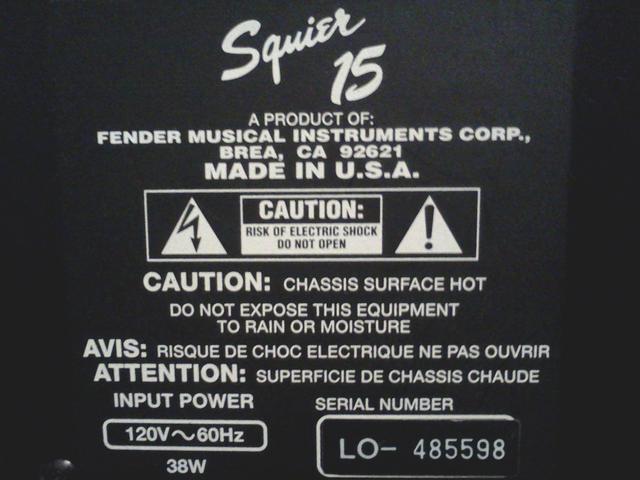 Squier
15
A PRODUCT OF:
FENDER MUSICAL INSTRUMENTS CORP.,
BREA, CA 92621
MADE IN U.S.A.
CAUTION:
RISK OF ELECTRIC SHOCK
DO NOT OPEN
CAUTION: CHASSIS SURFACE HOT
DO NOT EXPOSE THIS EQUIPMENT
TO RAIN OR MOISTURE
AVIS: RISQUE DE CHOC ELECTRIQUE NE PAS OUVRIR
ATTENTION: SUPERFICIE DE CHASSIS CHAUDE
INPUT POWER
120V~60Hz
38W
SERIAL NUMBER
LO- 485598